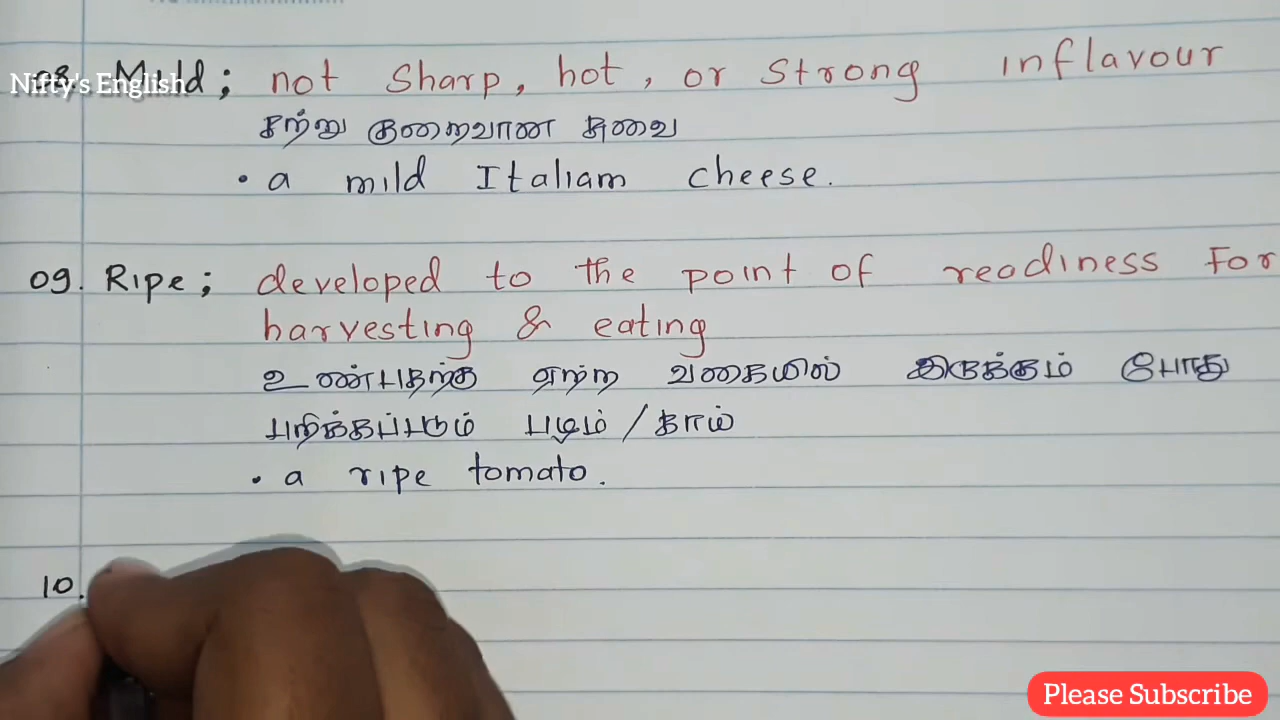 08. Mild; not sharp, hot, or strong inflavour
Nifty's English
சற்று குறைவான சுவை
• a mild Italiam cheese.
09. Ripe; developed to the point of readiness For
harvesting & eating
உண்பதற்கு ஏற்ற வகையில் இருக்கும் போது
பறிக்கப்படும் பழம் / காய்
• a ripe tomato.
10.
Please Subscribe